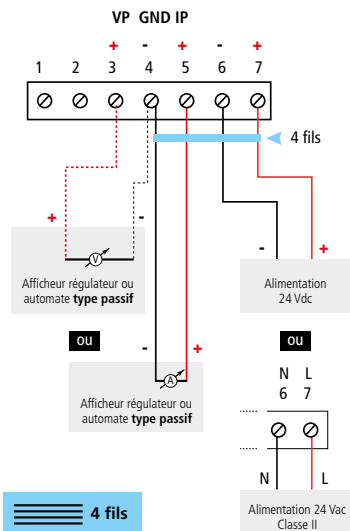 VP GND IP
+ - + - +
1 2 3 4 5 6 7
4 fils
+ -
V
- +
Afficheur régulateur ou
automate type passif
Alimentation
24 Vdc
ou
ou
- +
A
N L
6 7
Afficheur régulateur ou
automate type passif
N L
4 fils
Alimentation 24 Vac
Classe II